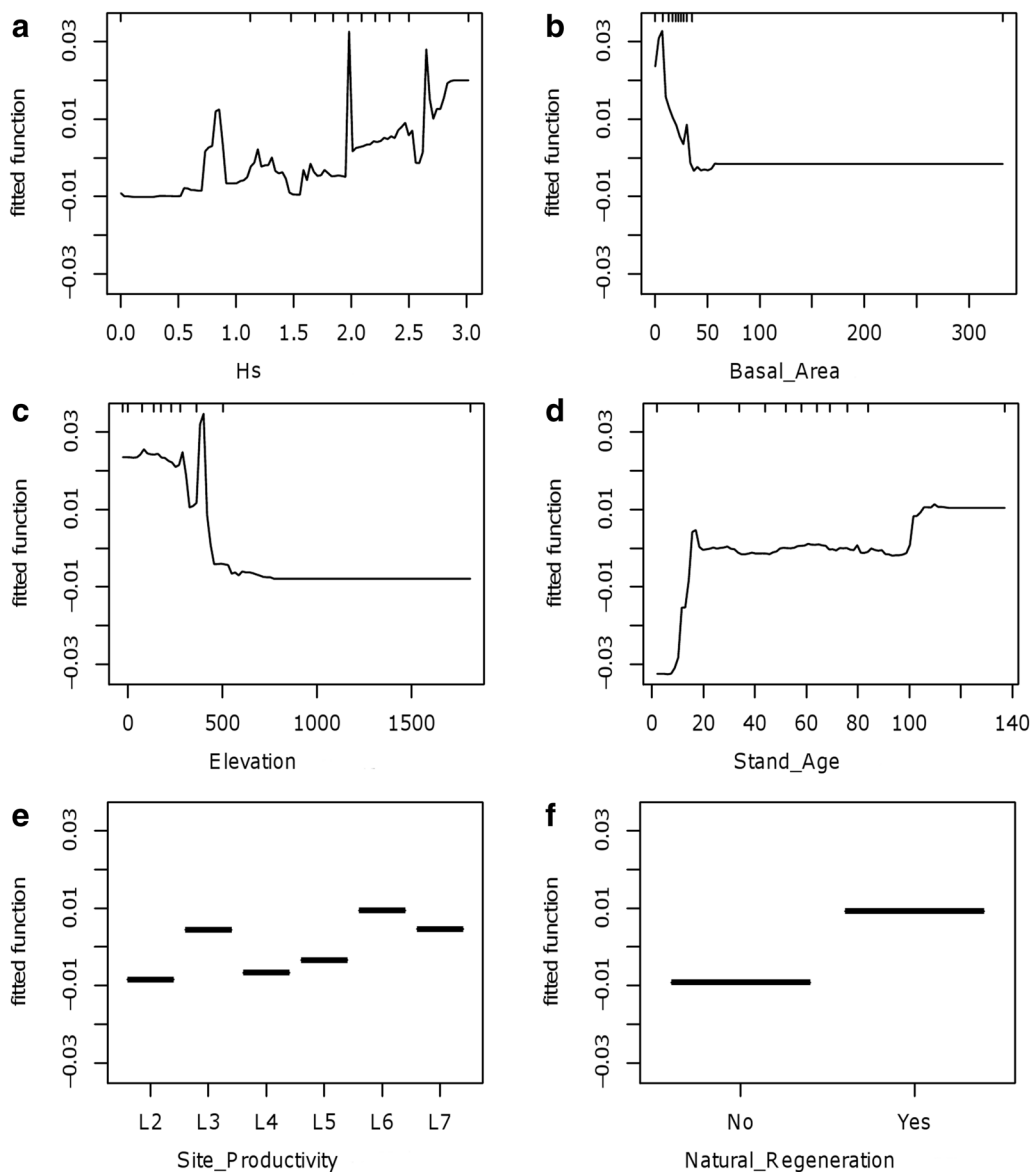 a
fitted function
0.03
0.01
-0.01
-0.03
0.0 0.5 1.0 1.5 2.0 2.5 3.0
Hs
b
fitted function
0.03
0.01
-0.01
-0.03
0 50 100 200 300
Basal_Area
c
fitted function
0.03
0.01
-0.01
-0.03
0 500 1000 1500
Elevation
d
fitted function
0.03
0.01
-0.01
-0.03
0 20 40 60 80 100 140
Stand_Age
e
fitted function
0.03
0.01
-0.01
-0.03
L2 L3 L4 L5 L6 L7
Site_Productivity
f
fitted function
0.03
0.01
-0.01
-0.03
No Yes
Natural_Regeneration